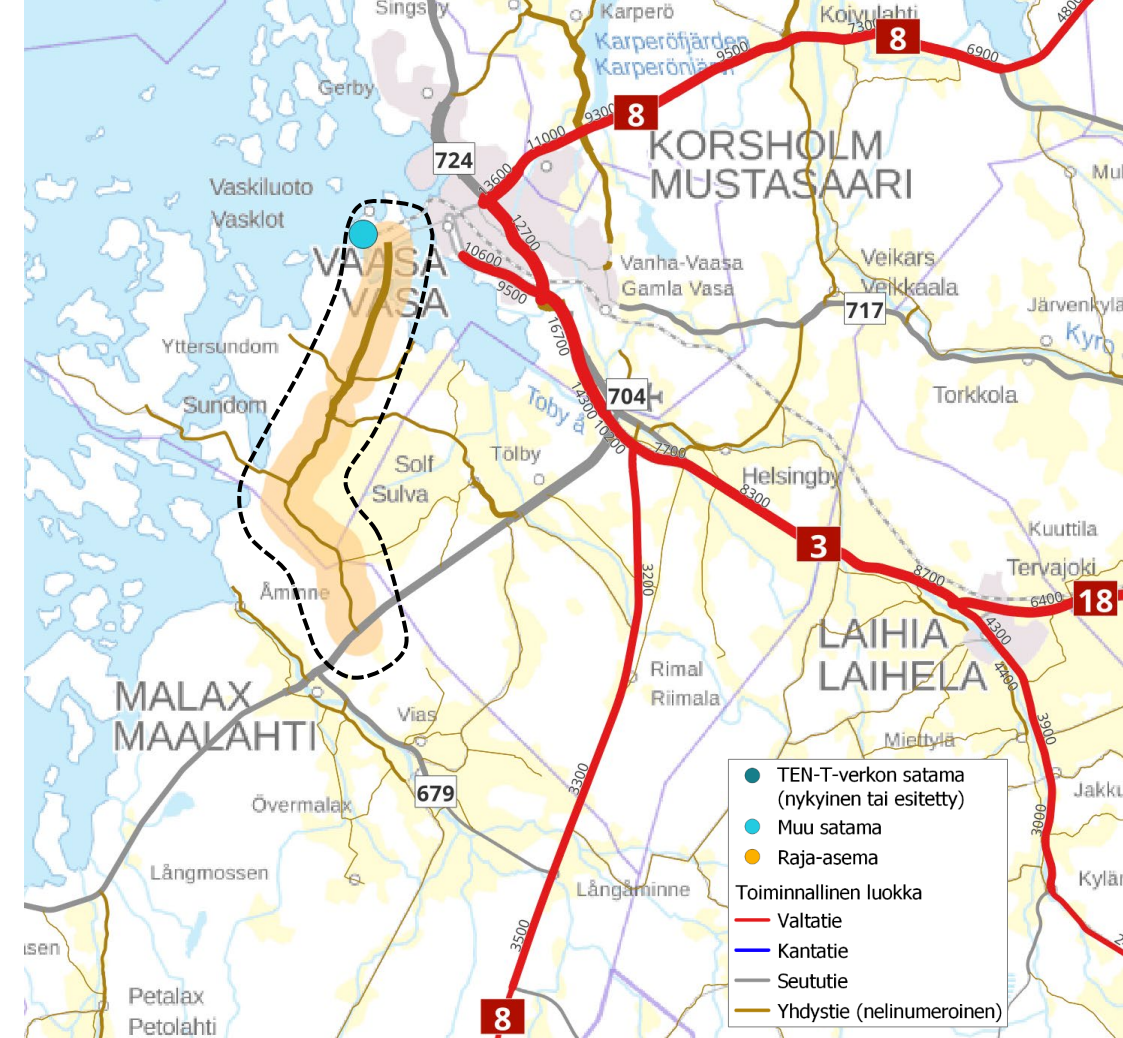 Karperö
Koivulahti
4800
7300
8
6900
Karperöfjärden
Karperönjärvi
9500
Gerby
8
9300
11000
KORSHOLM
MUSTASAARI
724
13600
Vaskiluoto
Vasklot
12700
VAASA
VASA
10600
9500
Vanha-Vaasa
Gamla Vasa
Veikars
Veikkaala
717
Yttersundom
16700
Torkkola
Sundom
704
14300
10200
Toby å
7700
Solf
Sulva
Tölby
Helsingby
8300
3
Kuuttila
Tervajoki
8700
6400
18
3200
Åminne
4300
LAIHIA
LAIHELA
4400
Rimal
Riimala
MALAX
MAALAHTI
Vias
3900
Miettylä
3300
679
Övermalax
3000
Långmossen
Långåminne
3500
Petalax
Petolahti
8
TEN-T-verkon satama
(nykyinen tai esitetty)
Muu satama
Raja-asema
Toiminnallinen luokka
Valtatie
Kantatie
Seututie
Yhdystie (nelinumeroinen)